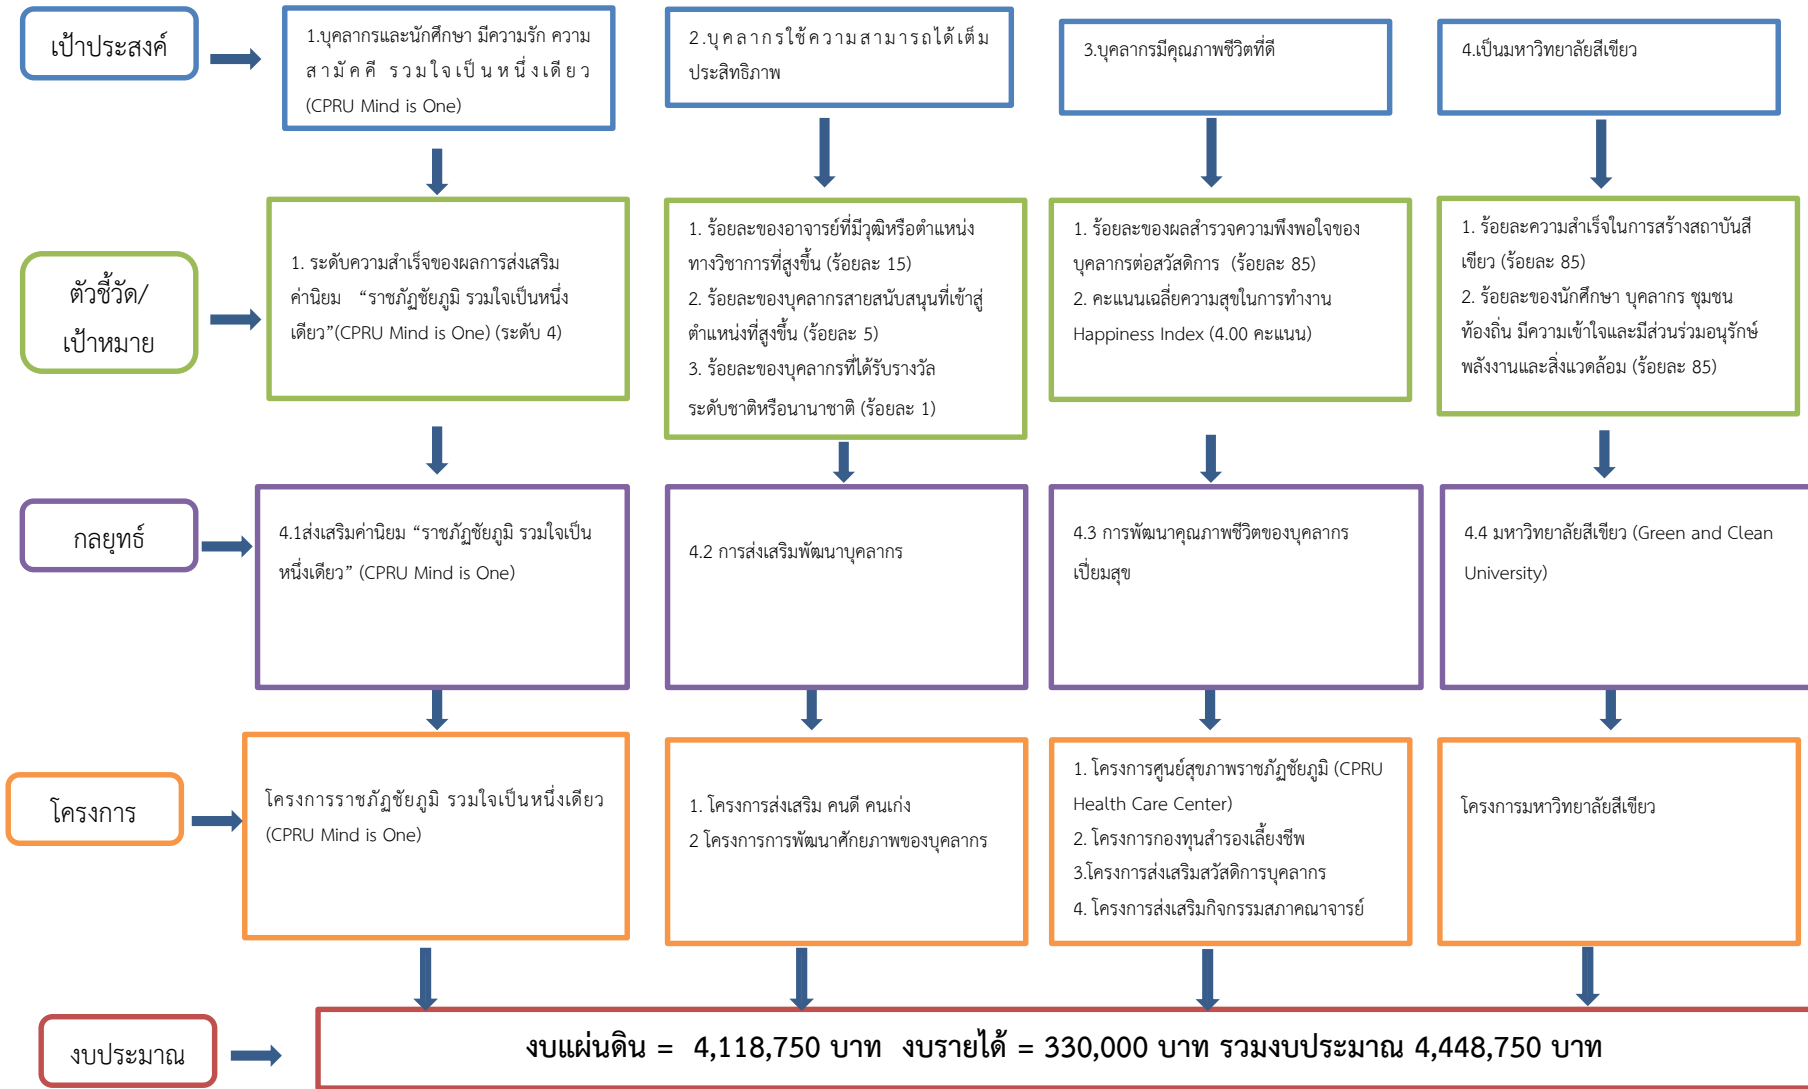 เป้าประสงค์
1.บุคลากรและนักศึกษา มีความรัก ความ
สามัคคี รวมใจเป็นหนึ่งเดียว
(CPRU Mind is One)
2.บุคลากรใช้ความสามารถได้เต็ม
ประสิทธิภาพ
3.บุคลากรมีคุณภาพชีวิตที่ดี
4.เป็นมหาวิทยาลัยสีเขียว
ตัวชี้วัด/
เป้าหมาย
1. ระดับความสำเร็จของผลการส่งเสริม
ค่านิยม “ราชภัฏชัยภูมิ รวมใจเป็นหนึ่ง
เดียว”(CPRU Mind is One) (ระดับ 4)
1. ร้อยละของอาจารย์ที่มีวุฒิหรือตำแหน่ง
ทางวิชาการที่สูงขึ้น (ร้อยละ 15)
2. ร้อยละของบุคลากรสายสนับสนุนที่เข้าสู่
ตำแหน่งที่สูงขึ้น (ร้อยละ 5)
3. ร้อยละของบุคลากรที่ได้รับรางวัล
ระดับชาติหรือนานาชาติ (ร้อยละ 1)
1. ร้อยละของผลสำรวจความพึงพอใจของ
บุคลากรต่อสวัสดิการ (ร้อยละ 85)
2. คะแนนเฉลี่ยความสุขในการทำงาน
Happiness Index (4.00 คะแนน)
1. ร้อยละความสำเร็จในการสร้างสถาบันสี
เขียว (ร้อยละ 85)
2. ร้อยละของนักศึกษา บุคลากร ชุมชน
ท้องถิ่น มีความเข้าใจและมีส่วนร่วมอนุรักษ์
พลังงานและสิ่งแวดล้อม (ร้อยละ 85)
กลยุทธ์
4.1ส่งเสริมค่านิยม “ราชภัฏชัยภูมิ รวมใจเป็น
หนึ่งเดียว” (CPRU Mind is One)
4.2 การส่งเสริมพัฒนาบุคลากร
4.3 การพัฒนาคุณภาพชีวิตของบุคลากร
เปี่ยมสุข
4.4 มหาวิทยาลัยสีเขียว (Green and Clean
University)
โครงการ
โครงการราชภัฏชัยภูมิ รวมใจเป็นหนึ่งเดียว
(CPRU Mind is One)
1. โครงการส่งเสริม คนดี คนเก่ง
2 โครงการการพัฒนาศักยภาพของบุคลากร
1. โครงการศูนย์สุขภาพราชภัฏชัยภูมิ (CPRU
Health Care Center)
2. โครงการกองทุนสำรองเลี้ยงชีพ
3.โครงการส่งเสริมสวัสดิการบุคลากร
4. โครงการส่งเสริมกิจกรรมสภาคณาจารย์
โครงการมหาวิทยาลัยสีเขียว
งบประมาณ
งบแผ่นดิน = 4,118,750 บาท งบรายได้ = 330,000 บาท รวมงบประมาณ 4,448,750 บาท